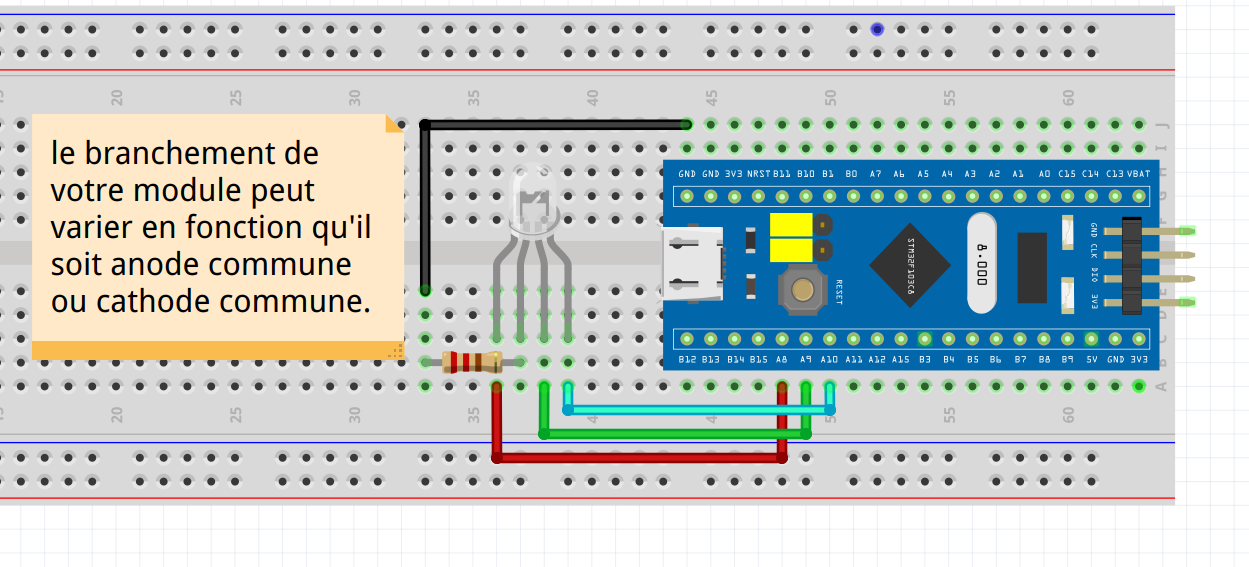 15 20 25 30 35 40 45 50 55 60
J
I
H
G
le branchement de
votre module peut
varier en fonction qu'il
soit anode commune
ou cathode commune.
GND GND 3V3 NRST B11 B10 B1 B0 A7 A6 A5 A4 A3 A2 A1 A0 C15 C14 C13 VBAT
RESET
STM32F103C8
8.000
GND
CLK
DIO
3V3
B12 B13 B14 B15 A8 A9 A10 A11 A12 A15 B3 B4 B5 B6 B7 B8 B9 5V GND 3V3
E
D
C
B
A
15 20 25 30 35 4 4 5 55 60